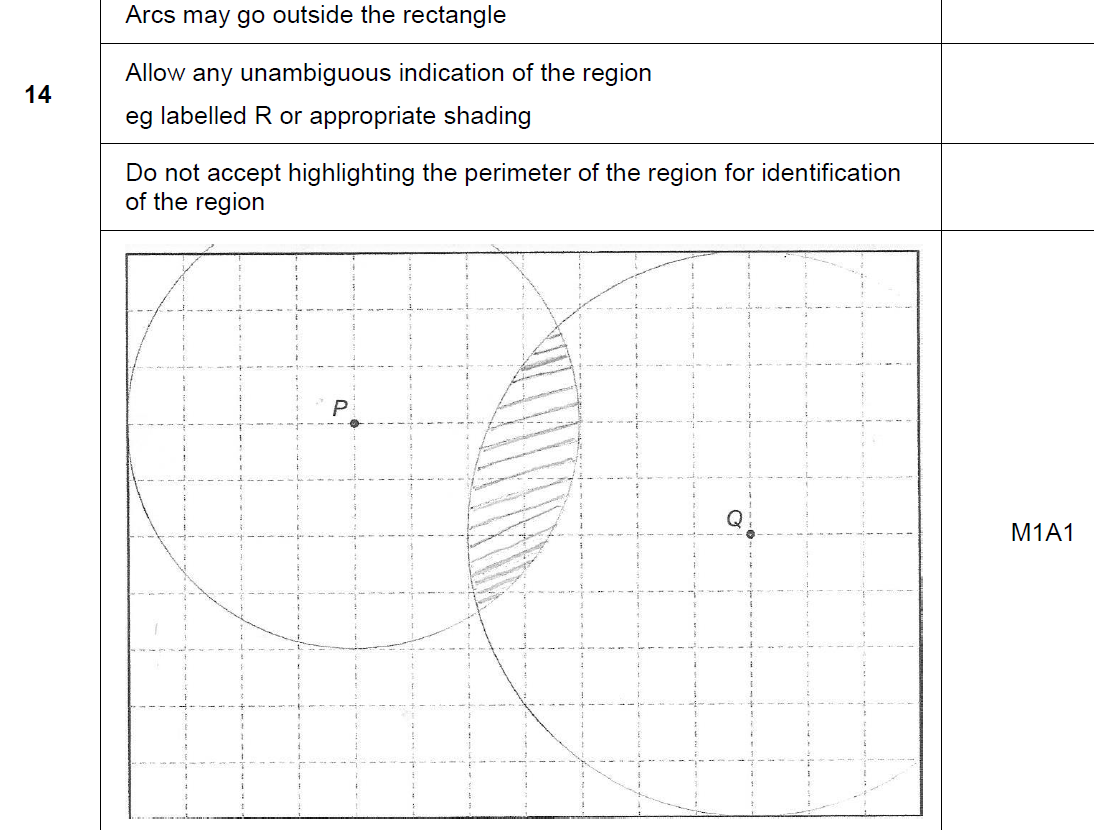 Arcs may go outside the rectangle
14
Allow any unambiguous indication of the region
eg labelled R or appropriate shading
Do not accept highlighting the perimeter of the region for identification
of the region
P
Q
M1A1